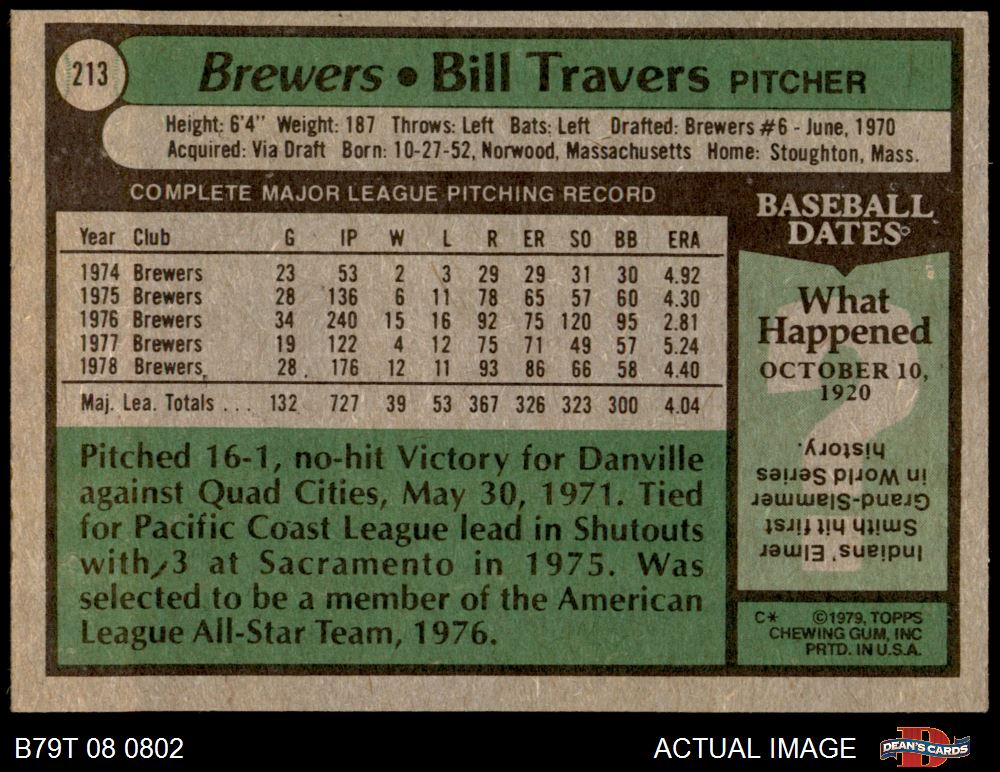 213
Brewers • Bill Travers PITCHER
Height: 6'4" Weight: 187 Throws: Left Bats: Left Drafted: Brewers #6 - June, 1970
Acquired: Via Draft Born: 10-27-52, Norwood, Massachusetts Home: Stoughton, Mass.
COMPLETE MAJOR LEAGUE PITCHING RECORD
Year Club G IP W L R ER SO BB ERA
1974 Brewers 23 53 2 3 29 29 31 30 4.92
1975 Brewers 28 136 6 11 78 65 57 60 4.30
1976 Brewers 34 240 15 16 92 75 120 95 2.81
1977 Brewers 19 122 4 12 75 71 49 57 5.24
1978 Brewers 28 176 12 11 93 86 66 58 4.40
Maj. Lea. Totals ... 132 727 39 53 367 326 323 300 4.04
Pitched 16-1, no-hit Victory for Danville
against Quad Cities, May 30, 1971. Tied
for Pacific Coast League lead in Shutouts
with 3 at Sacramento in 1975. Was
selected to be a member of the American
League All-Star Team, 1976.
BASEBALL
DATES
What
Happened
OCTOBER 10,
1920
?
Indians' Elmer
Smith hit first
Grand-Slammer
in World Series
history.
C* ©1979, TOPPS
CHEWING GUM, INC
PRTD. IN U.S.A.
B79T 08 0802
ACTUAL IMAGE
D
DEAN'S CARDS